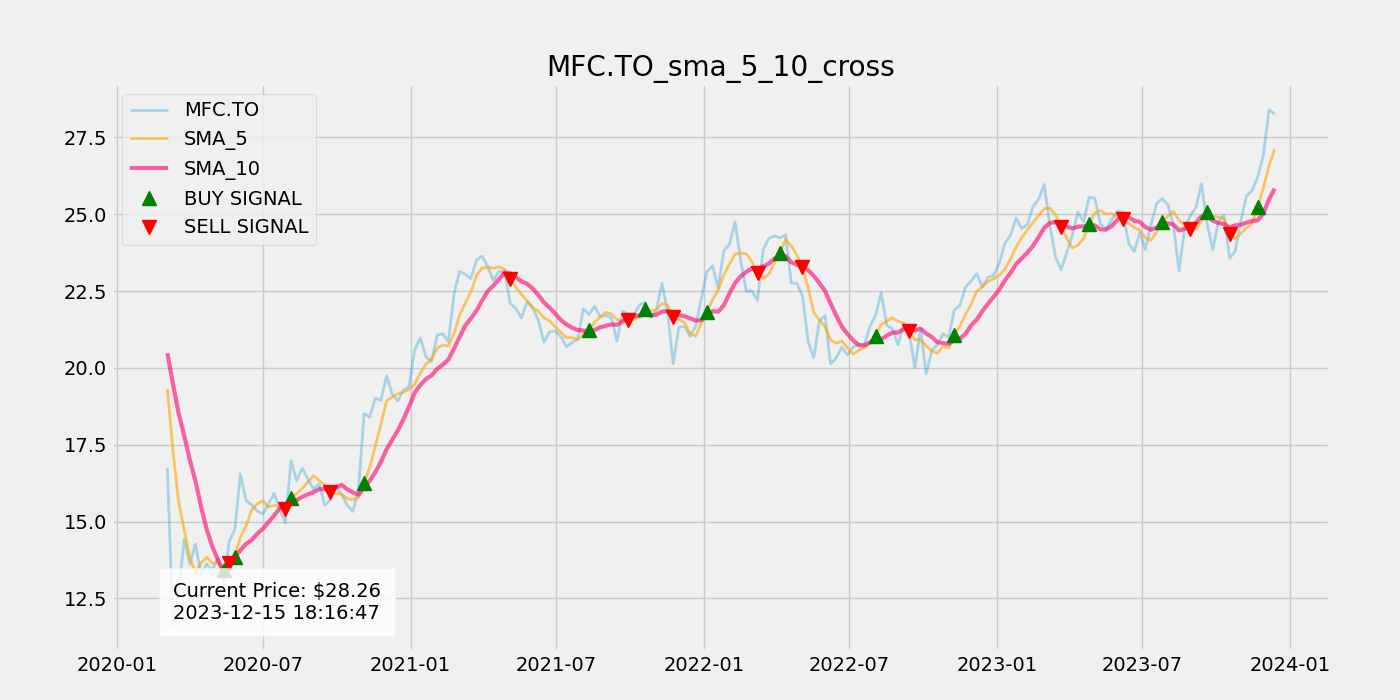 MFC.TO_sma_5_10_cross
MFC.TO
SMA_5
SMA_10
BUY SIGNAL
SELL SIGNAL
27.5
25.0
22.5
20.0
17.5
15.0
12.5
Current Price: $28.26
2023-12-15 18:16:47
2020-01 2020-07 2021-01 2021-07 2022-01 2022-07 2023-01 2023-07 2024-01